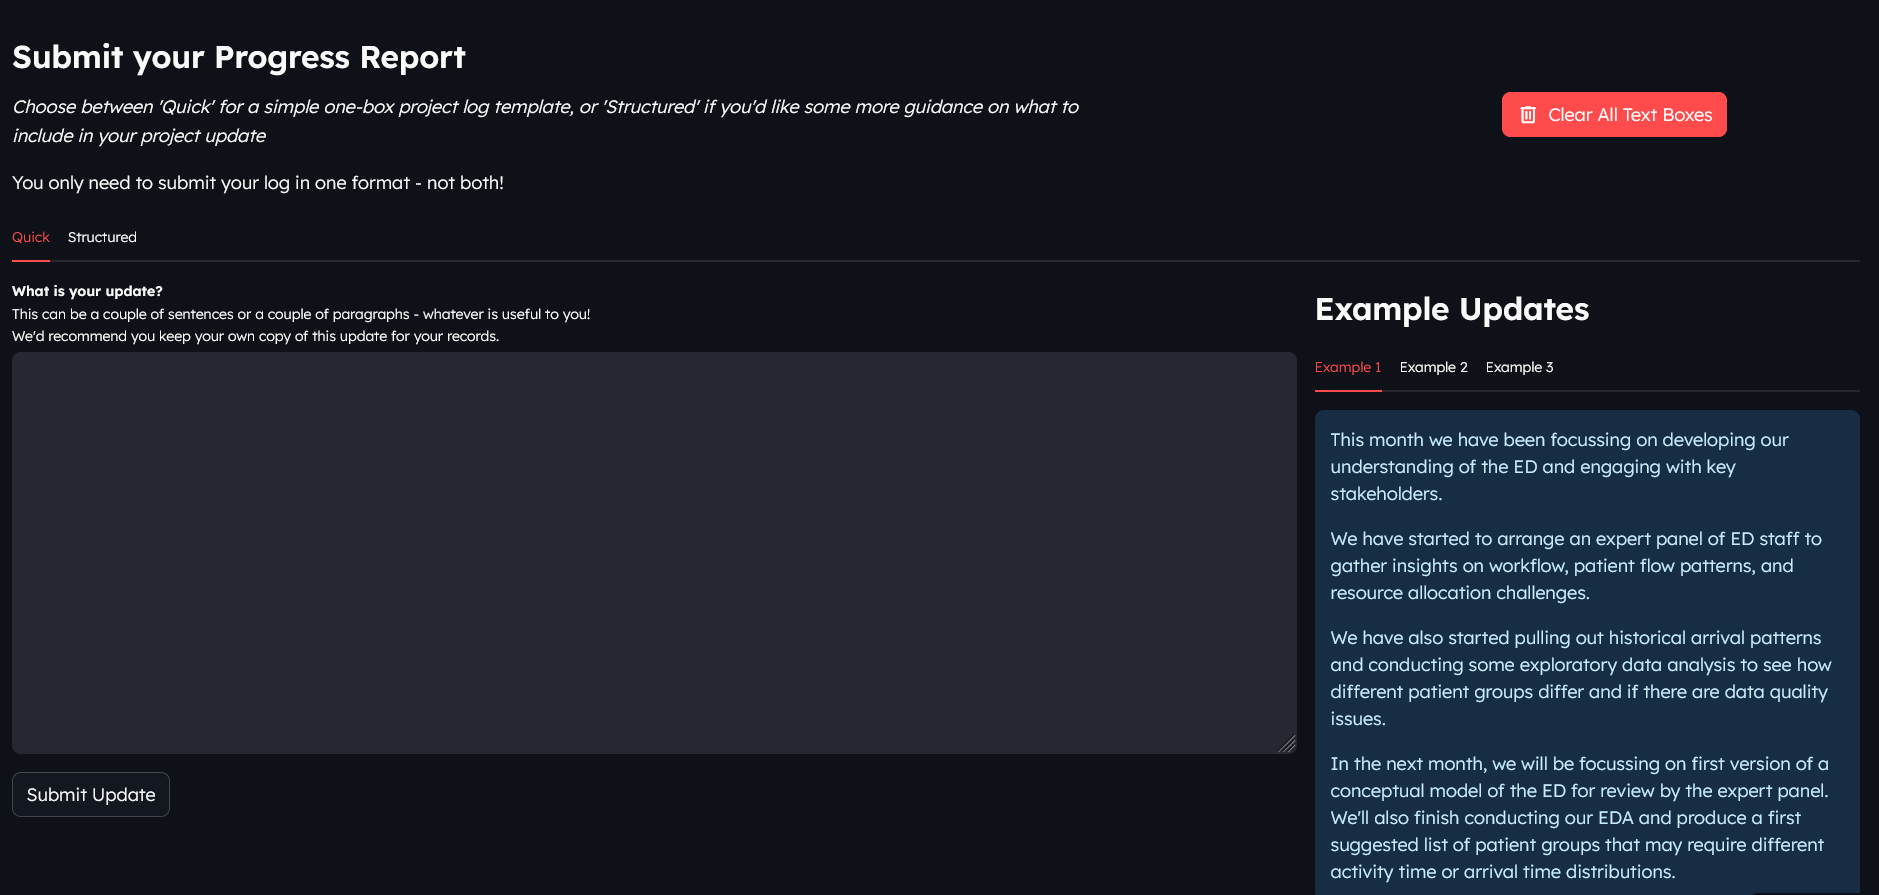 Submit your Progress Report
Choose between 'Quick' for a simple one-box project log template, or 'Structured' if you'd like some more guidance on what to
include in your project update
Clear All Text Boxes
You only need to submit your log in one format - not both!
Quick
Structured
What is your update?
This can be a couple of sentences or a couple of paragraphs - whatever is useful to you!
We'd recommend you keep your own copy of this update for your records.
Submit Update
Example Updates
Example 1
Example 2
Example 3
This month we have been focussing on developing our
understanding of the ED and engaging with key
stakeholders.
We have started to arrange an expert panel of ED staff to
gather insights on workflow, patient flow patterns, and
resource allocation challenges.
We have also started pulling out historical arrival patterns
and conducting some exploratory data analysis to see how
different patient groups differ and if there are data quality
issues.
In the next month, we will be focussing on first version of a
conceptual model of the ED for review by the expert panel.
We'll also finish conducting our EDA and produce a first
suggested list of patient groups that may require different
activity time or arrival time distributions.